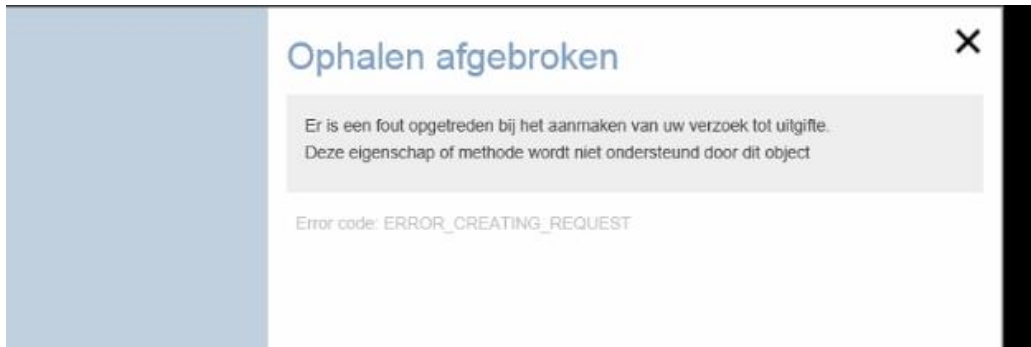 Ophalen afgebroken
Er is een fout opgetreden bij het aanmaken van uw verzoek tot uitgifte.
Deze eigenschap of methode wordt niet ondersteund door dit object
Error code: ERROR_CREATING_REQUEST